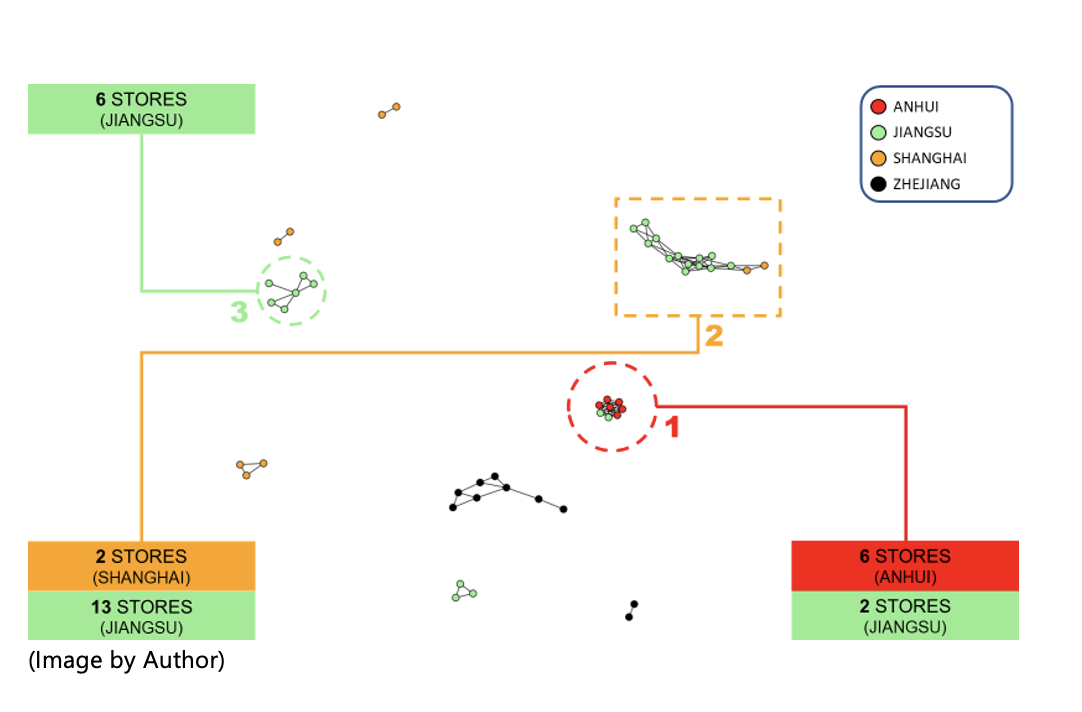 6 STORES
(JIANGSU)
ANHUI
JIANGSU
SHANGHAI
ZHEJIANG
3
2
1
2 STORES
(SHANGHAI)
13 STORES
(JIANGSU)
6 STORES
(ANHUI)
2 STORES
(JIANGSU)
(Image by Author)